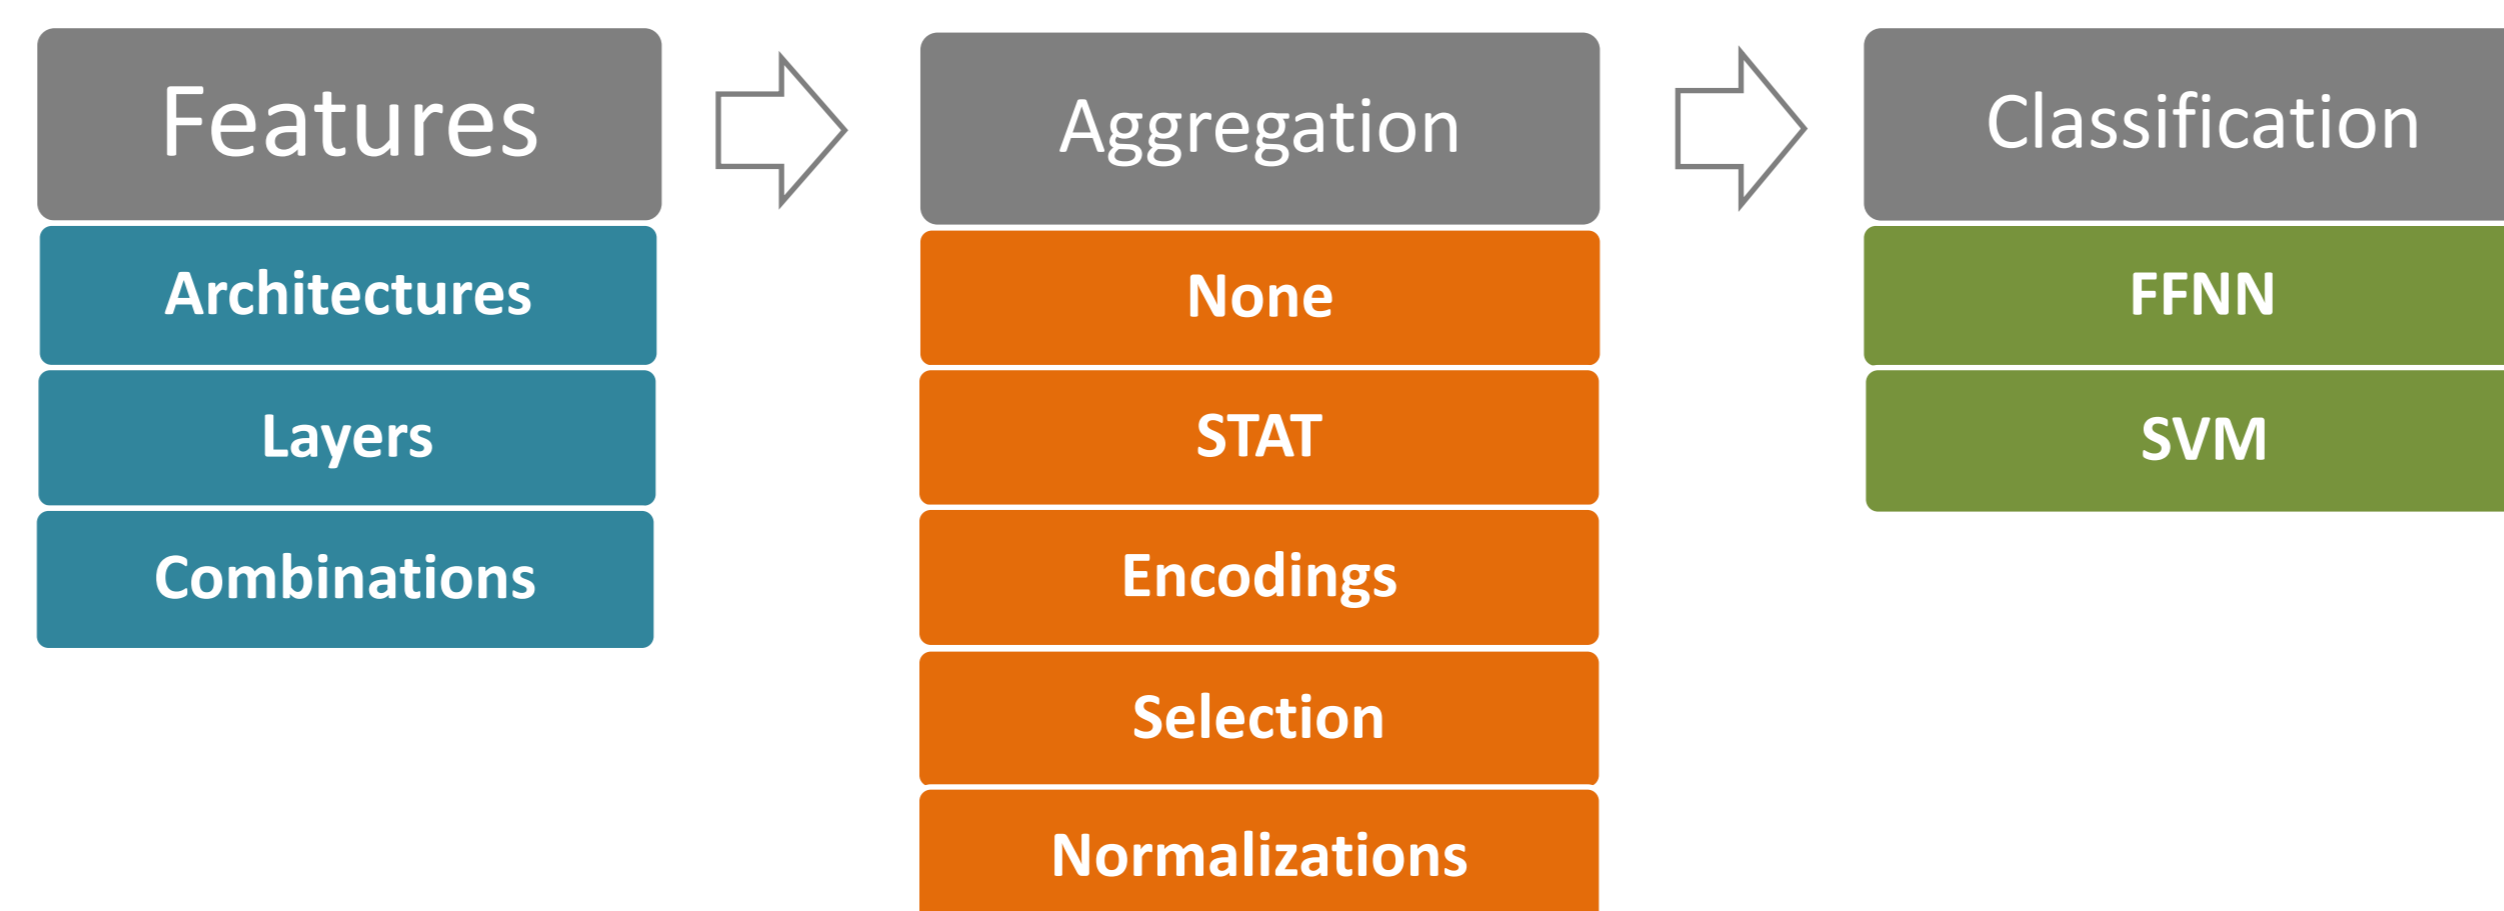 Features
Architectures
Layers
Combinations
Aggregation
None
STAT
Encodings
Selection
Normalizations
Classification
FFNN
SVM